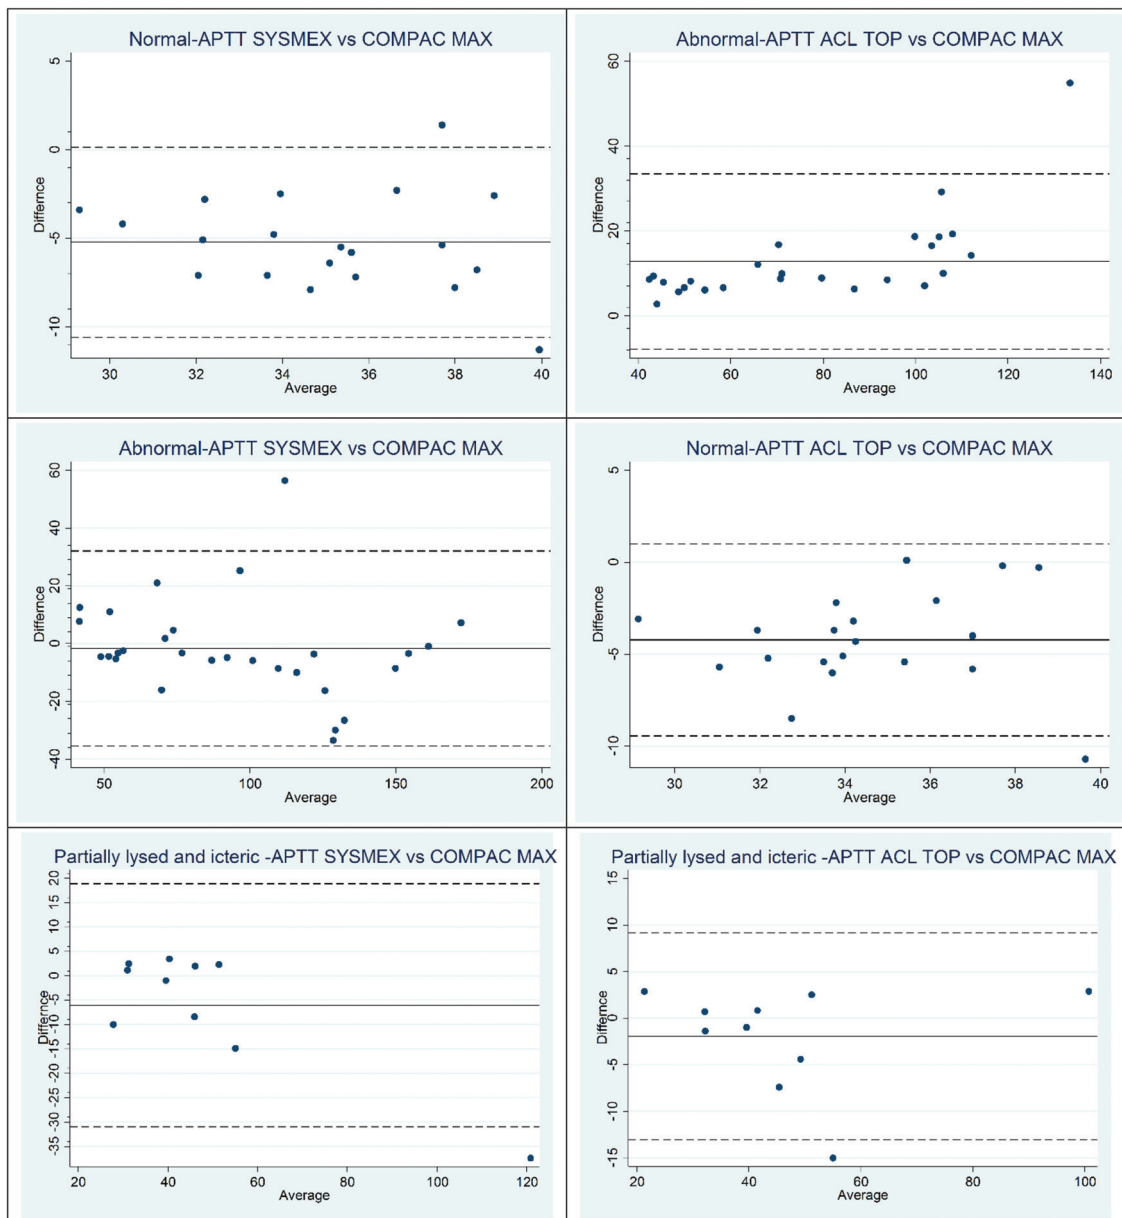 Normal-APTT SYSMEX vs COMPAC MAX
5
0
-5
-10
Differnce
30 32 34 36 38 40
Average
Abnormal-APTT ACL TOP vs COMPAC MAX
60
40
20
0
Differnce
40 60 80 100 120 140
Average
Abnormal-APTT SYSMEX vs COMPAC MAX
60
40
20
0
-20
-40
Differnce
50 100 150 200
Average
Normal-APTT ACL TOP vs COMPAC MAX
5
0
-5
-10
Differnce
30 32 34 36 38 40
Average
Partially lysed and icteric -APTT SYSMEX vs COMPAC MAX
20
15
10
5
0
-5
-10
-15
-20
-25
-30
-35
Differnce
20 40 60 80 100 120
Average
Partially lysed and icteric -APTT ACL TOP vs COMPAC MAX
15
10
5
0
-5
-10
-15
Differnce
20 40 60 80 100
Average